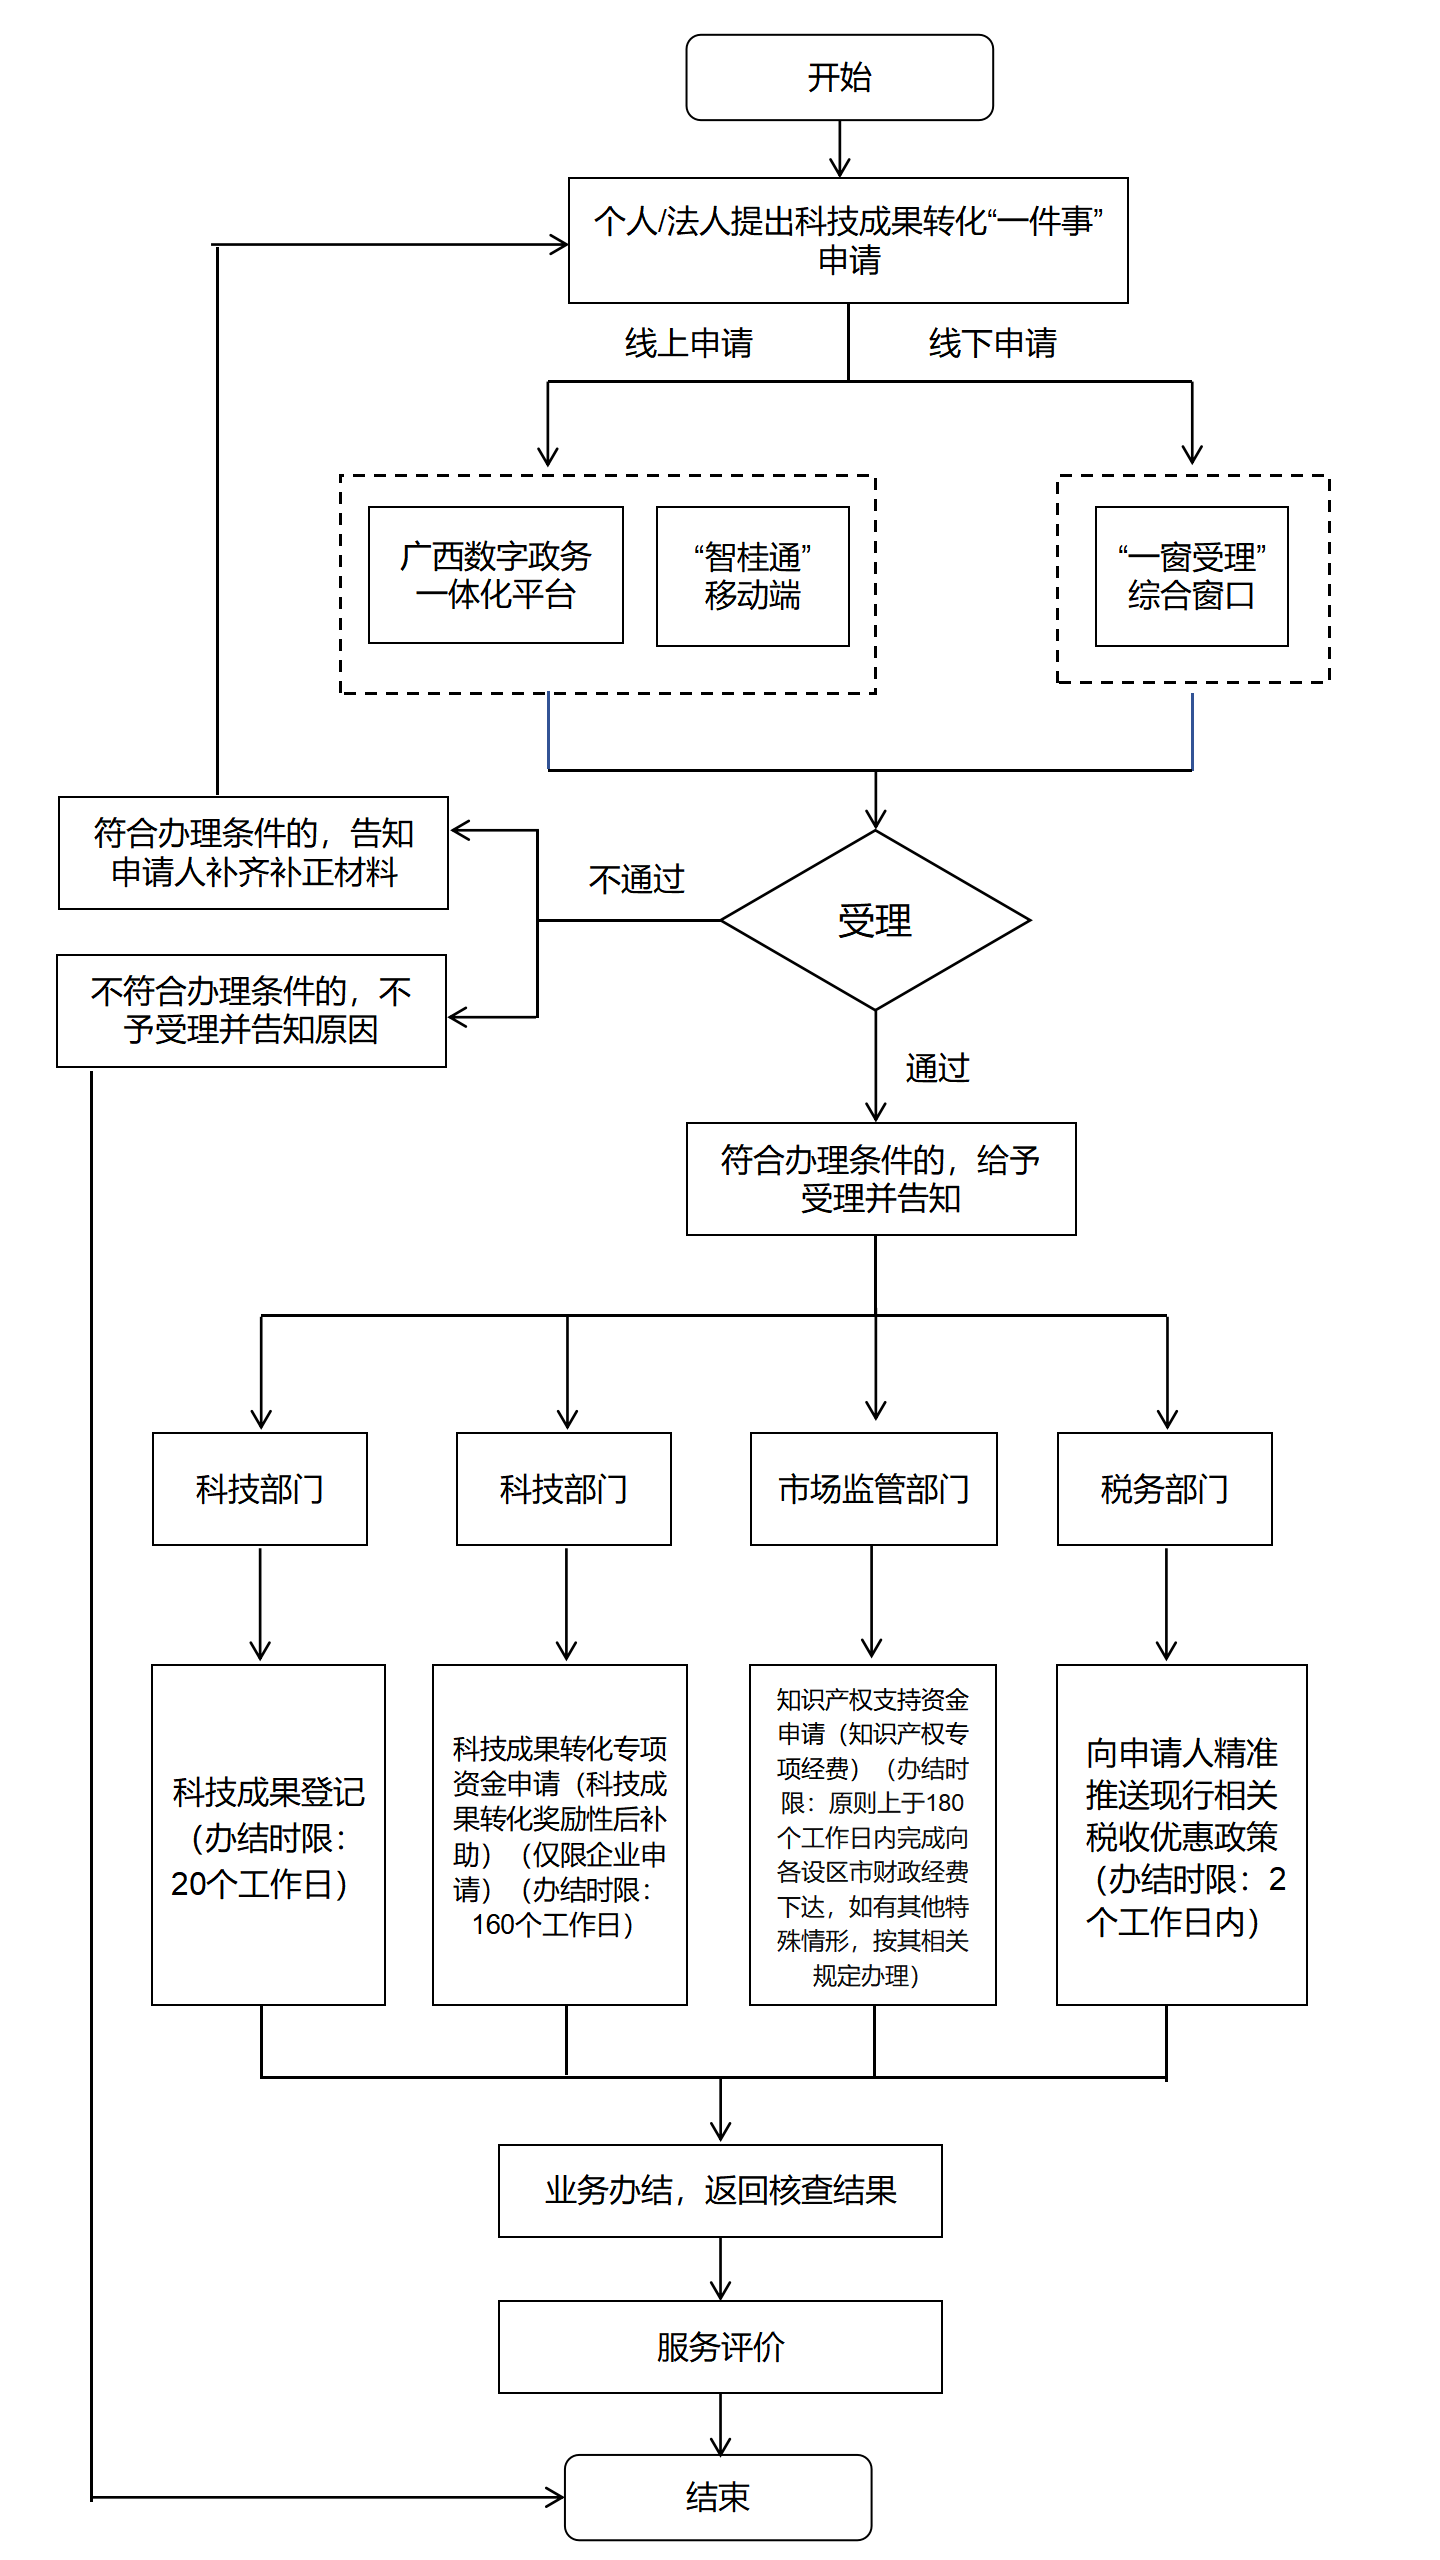 开始
个人/法人提出科技成果转化“一件事”
申请
线上申请
线下申请
广西数字政务
一体化平台
“智桂通”
移动端
“一窗受理”
综合窗口
符合办理条件的，告知
申请人补齐补正材料
不通过
受理
不符合办理条件的，不
予受理并告知原因
通过
符合办理条件的，给予
受理并告知
科技部门
科技部门
市场监管部门
税务部门
科技成果登记
（办结时限：
20个工作日）
科技成果转化专项
资金申请（科技成
果转化奖励性后补
助）（仅限企业申
请）（办结时限：
160个工作日）
知识产权支持资金
申请（知识产权专
项经费）（办结时
限：原则上于180
个工作日内完成向
各设区市财政经费
下达，如有其他特
殊情形，按其相关
规定办理）
向申请人精准
推送现行相关
税收优惠政策
（办结时限：2
个工作日内）
业务办结，返回核查结果
服务评价
结束